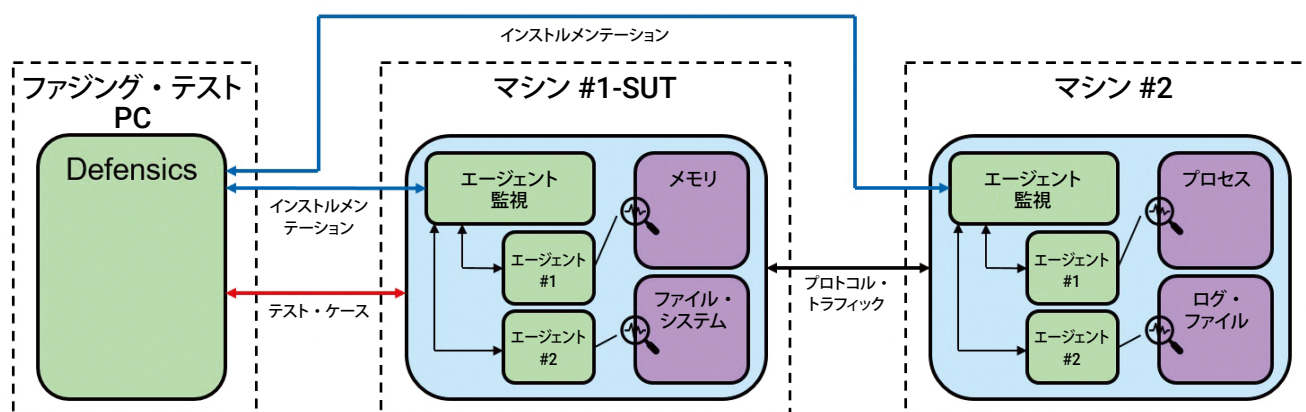 インストルメンテーション
ファジング・テスト
PC
Defensics
インストルメン
テーション
テスト・ケース
マシン #1-SUT
エージェント
監視
メモリ
エージェント
#1
ファイル・
システム
エージェント
#2
プロトコル・
トラフィック
マシン #2
エージェント
監視
プロセス
エージェント
#1
ログ・
ファイル
エージェント
#2